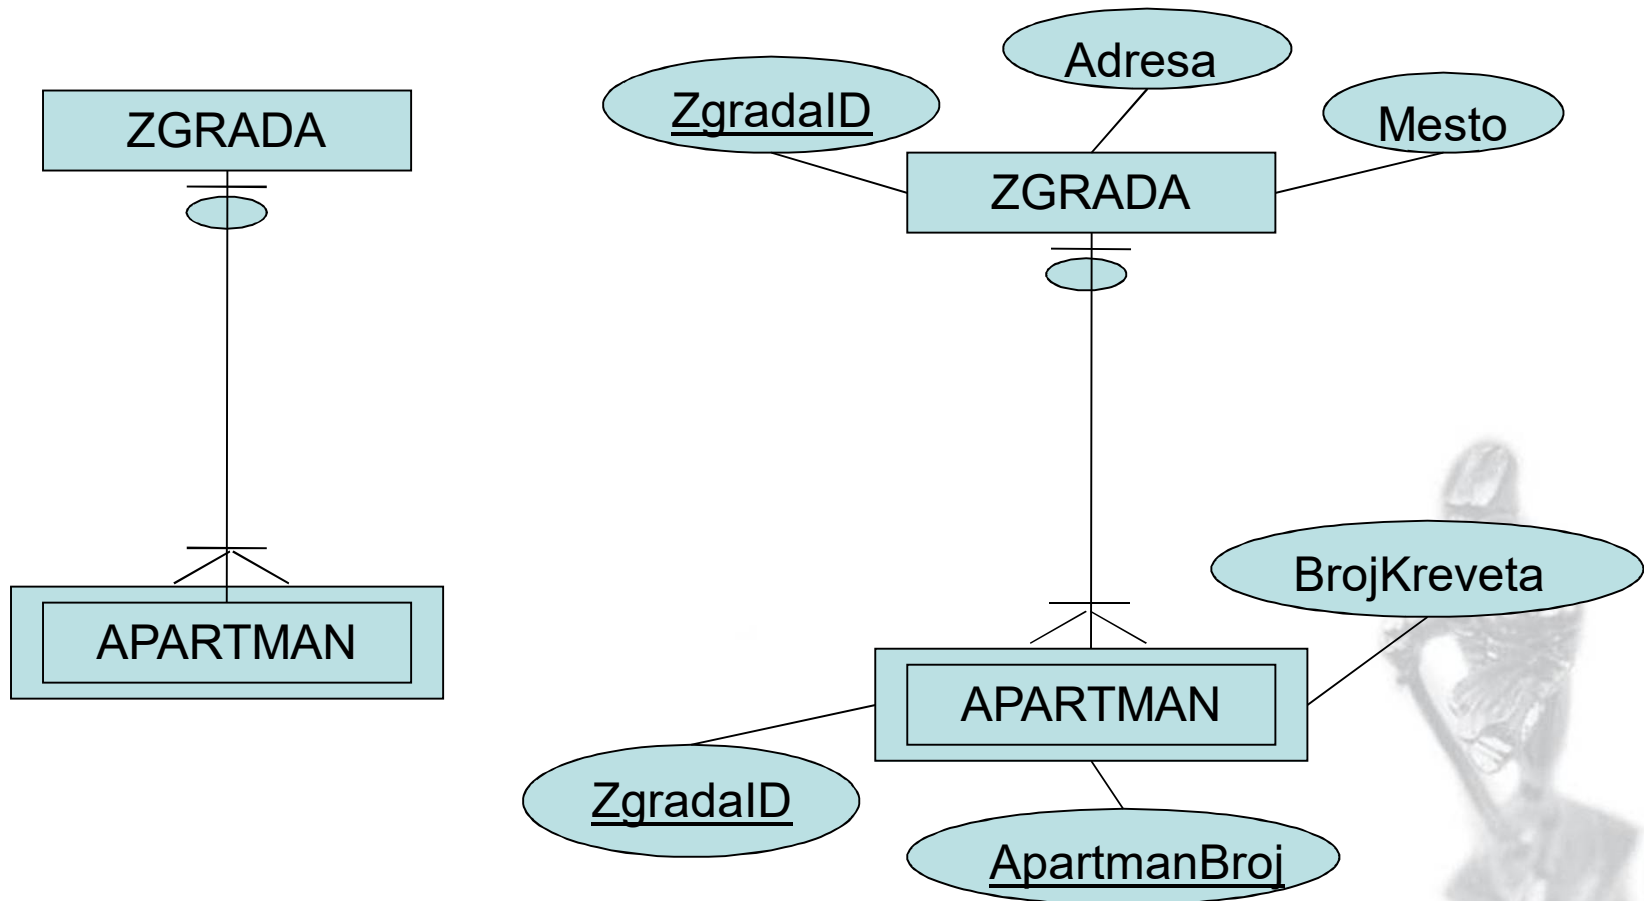 ZGRADA
APARTMAN
Adresa
ZgradaID
Mesto
ZGRADA
BrojKreveta
APARTMAN
ZgradaID
ApartmanBroj